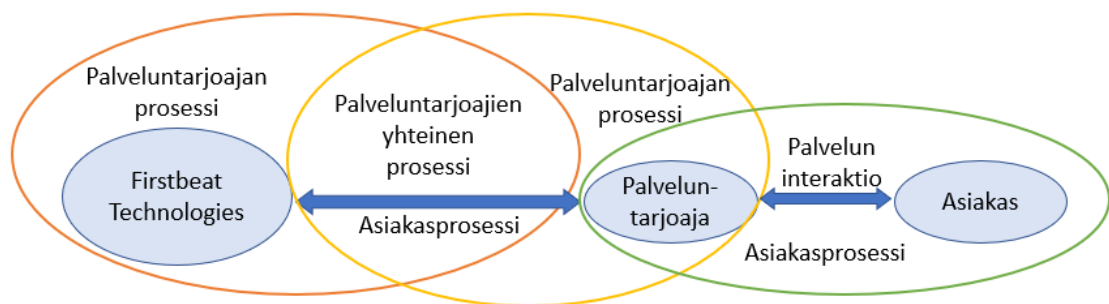 Palveluntarjoajan
prosessi
Firstbeat
Technologies
Palveluntarjoajien
yhteinen
prosessi
Asiakasprosessi
Palveluntarjoajan
prosessi
Palvelun-
tarjoaja
Palvelun
interaktio
Asiakasprosessi
Asiakas